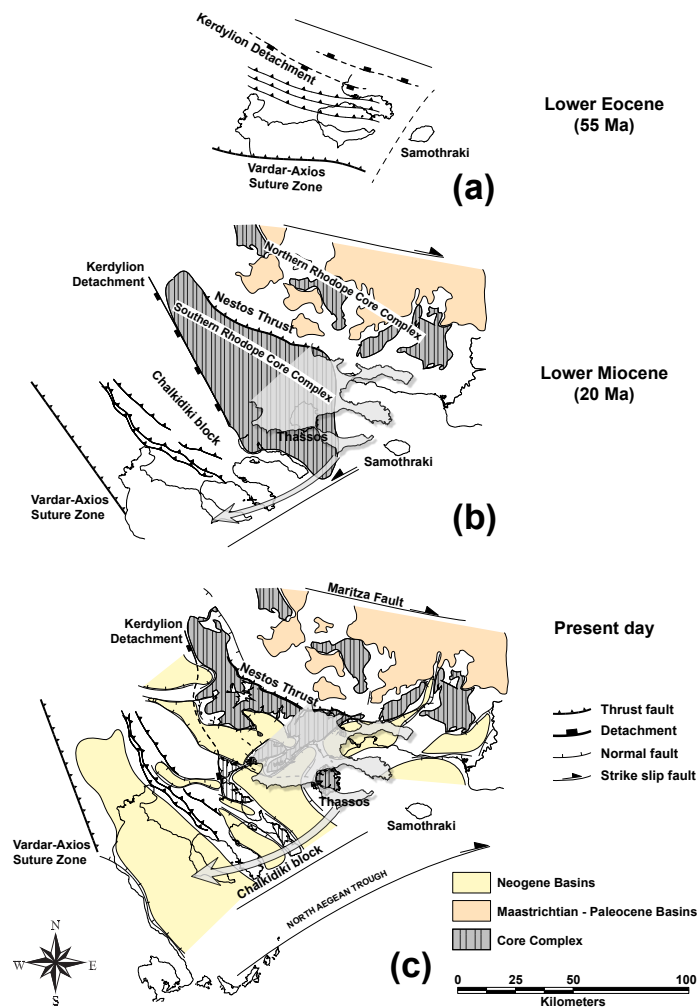 Kerdylion
Detachment
Samothraki
Vardar-Axios
Suture Zone
(a)
Lower Eocene
(55 Ma)
Kerdylion
Detachment
Northern Rhodope Core Complex
Nestos Thrust
Southern Rhodope Core Complex
Chalkidiki block
Thassos
Samothraki
Vardar-Axios
Suture Zone
(b)
Lower Miocene
(20 Ma)
Maritza Fault
Kerdylion
Detachment
Nestos Thrust
Thassos
Samothraki
Vardar-Axios
Suture Zone
Chalkidiki block
NORTH AEGEAN TROUGH
(c)
Present day
Thrust fault
Detachment
Normal fault
Strike slip fault
Neogene Basins
Maastrichtian - Paleocene Basins
Core Complex
N
W E
S
0 25 50 100
Kilometers